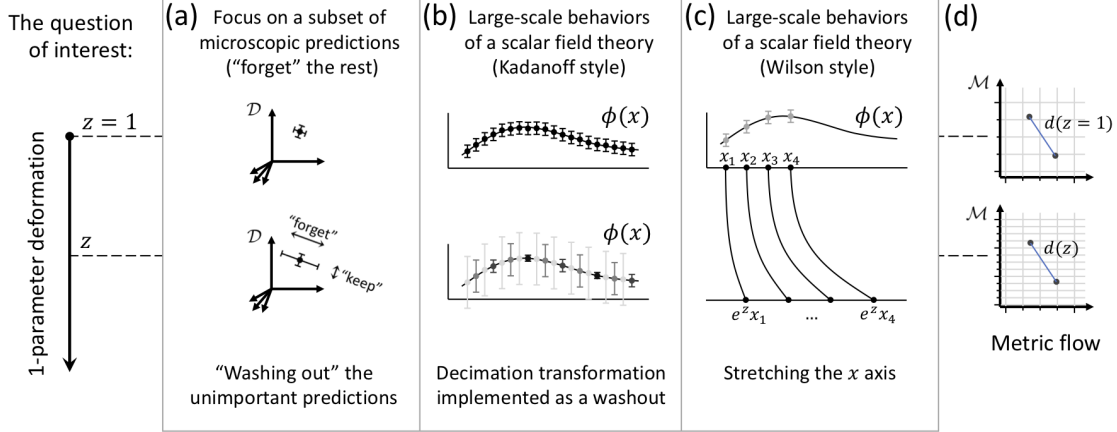 The question
of interest:
1-parameter deformation
z = 1
z
(a) Focus on a subset of
microscopic predictions
("forget" the rest)
𝒟
𝒟
"forget"
"keep"
"Washing out" the
unimportant predictions
(b) Large-scale behaviors
of a scalar field theory
(Kadanoff style)
ϕ(x)
ϕ(x)
Decimation transformation
implemented as a washout
(c) Large-scale behaviors
of a scalar field theory
(Wilson style)
ϕ(x)
x₁ x₂ x₃ x₄
eᶻx₁ ... eᶻx₄
Stretching the x axis
(d)
ℳ
d(z = 1)
ℳ
d(z)
Metric flow